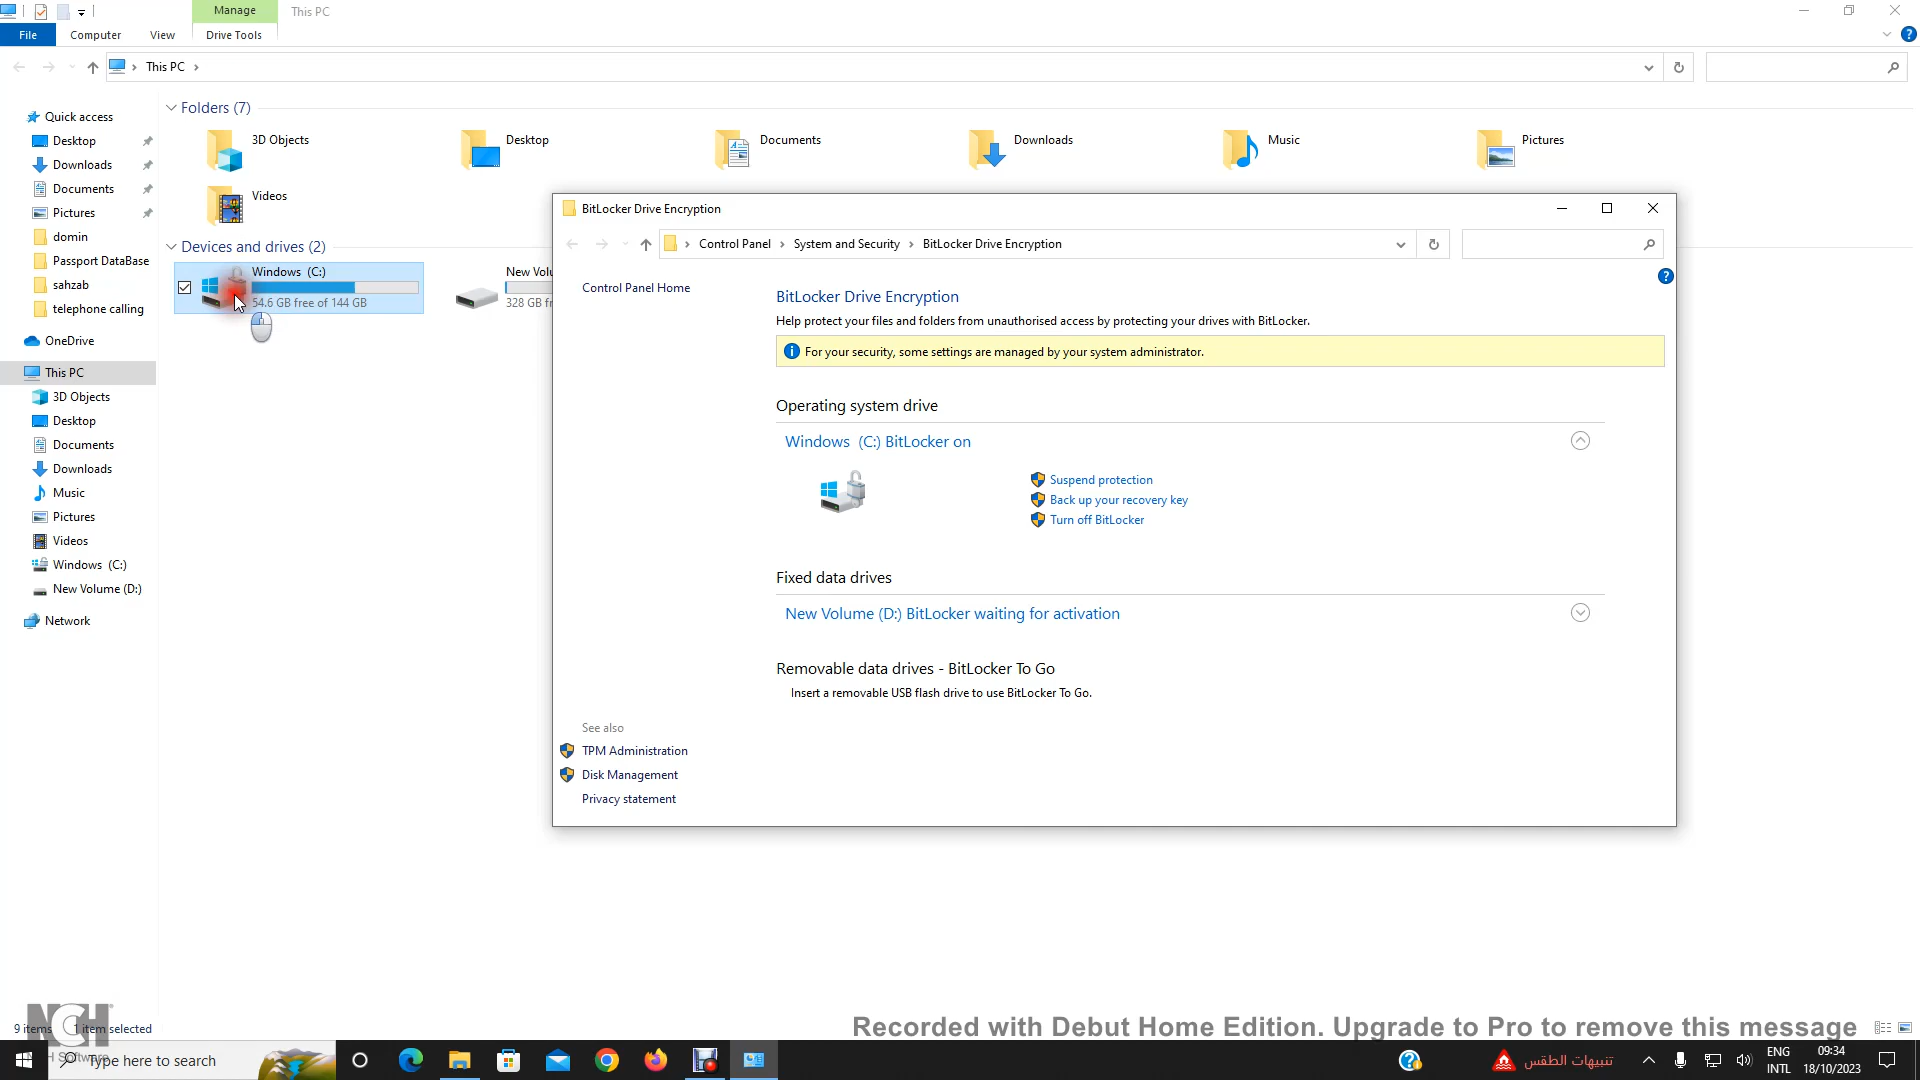 Manage
This PC
File
Computer
View
Drive Tools
This PC
Quick access
Desktop
Downloads
Documents
Pictures
domin
Passport DataBase
sahzab
telephone calling
OneDrive
This PC
3D Objects
Desktop
Documents
Downloads
Music
Pictures
Videos
Windows (C:)
New Volume (D:)
Network
Folders (7)
3D Objects
Desktop
Documents
Downloads
Music
Pictures
Videos
Devices and drives (2)
Windows (C:)
54.6 GB free of 144 GB
New Volu
328 GB fr
BitLocker Drive Encryption
Control Panel
System and Security
BitLocker Drive Encryption
Control Panel Home
BitLocker Drive Encryption
Help protect your files and folders from unauthorised access by protecting your drives with BitLocker.
For your security, some settings are managed by your system administrator.
Operating system drive
Windows (C:) BitLocker on
Suspend protection
Back up your recovery key
Turn off BitLocker
Fixed data drives
New Volume (D:) BitLocker waiting for activation
Removable data drives - BitLocker To Go
Insert a removable USB flash drive to use BitLocker To Go.
See also
TPM Administration
Disk Management
Privacy statement
NCH
9 items
1 item selected
Recorded with Debut Home Edition. Upgrade to Pro to remove this message
Type here to search
تنبيهات الطقس
ENG
INTL
09:34
18/10/2023